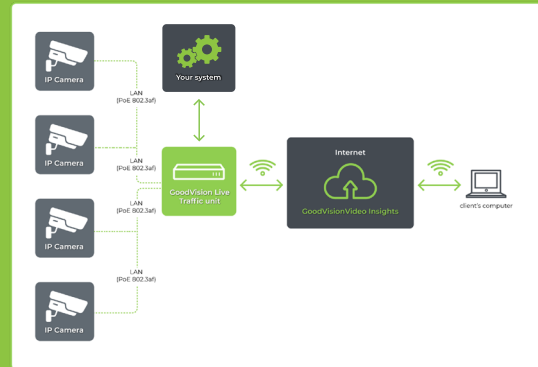 IP Camera
LAN
(PoE 802.3af)
IP Camera
LAN
(PoE 802.3af)
IP Camera
LAN
(PoE 802.3af)
IP Camera
LAN
(PoE 802.3af)
Your system
GoodVision Live
Traffic unit
Internet
GoodVisionVideo Insights
client's computer